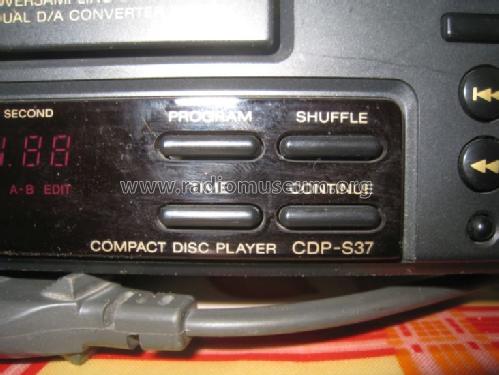 DUAL D/A CONVERTER
SECOND
PROGRAM
SHUFFLE
.88
A-B EDIT
www.radiomuseum.org
CONTINUE
COMPACT DISC PLAYER CDP-S37